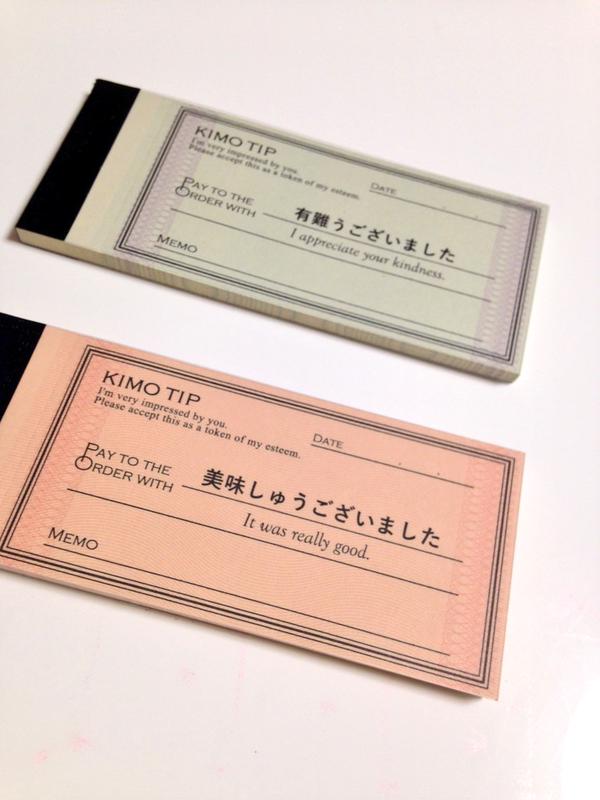 KIMO TIP
I'm very impressed by you.
Please accept this as a token of my esteem.
DATE
PAY TO THE
ORDER WITH
有難うございました
I appreciate your kindness.
MEMO
KIMO TIP
I'm very impressed by you.
Please accept this as a token of my esteem.
DATE
PAY TO THE
ORDER WITH
美味しゅうございました
It was really good.
MEMO